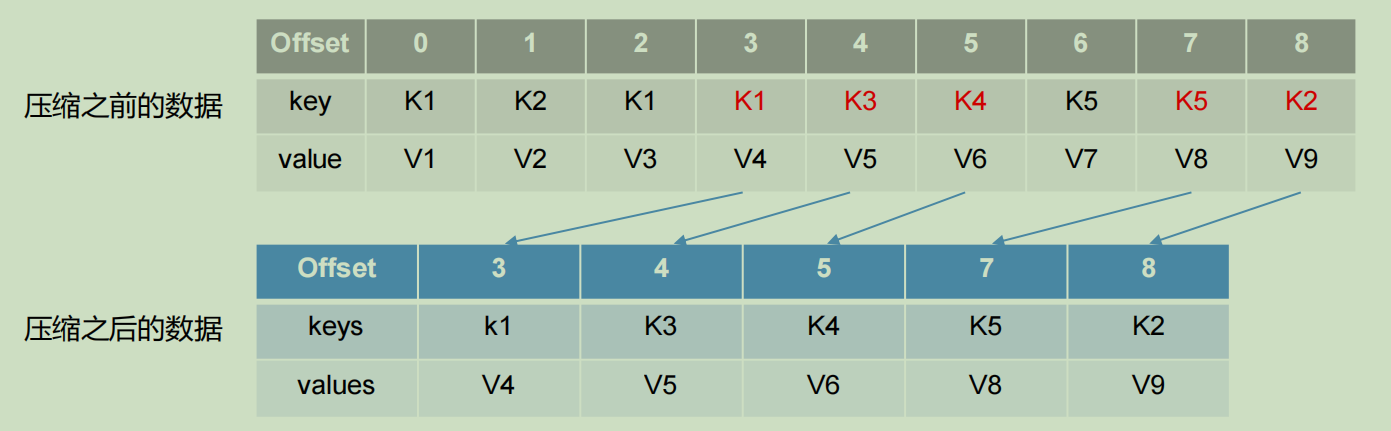 Offset 0 1 2 3 4 5 6 7 8
压缩之前的数据 key K1 K2 K1 K1 K3 K4 K5 K5 K2
value V1 V2 V3 V4 V5 V6 V7 V8 V9
Offset 3 4 5 7 8
压缩之后的数据 keys k1 K3 K4 K5 K2
values V4 V5 V6 V8 V9